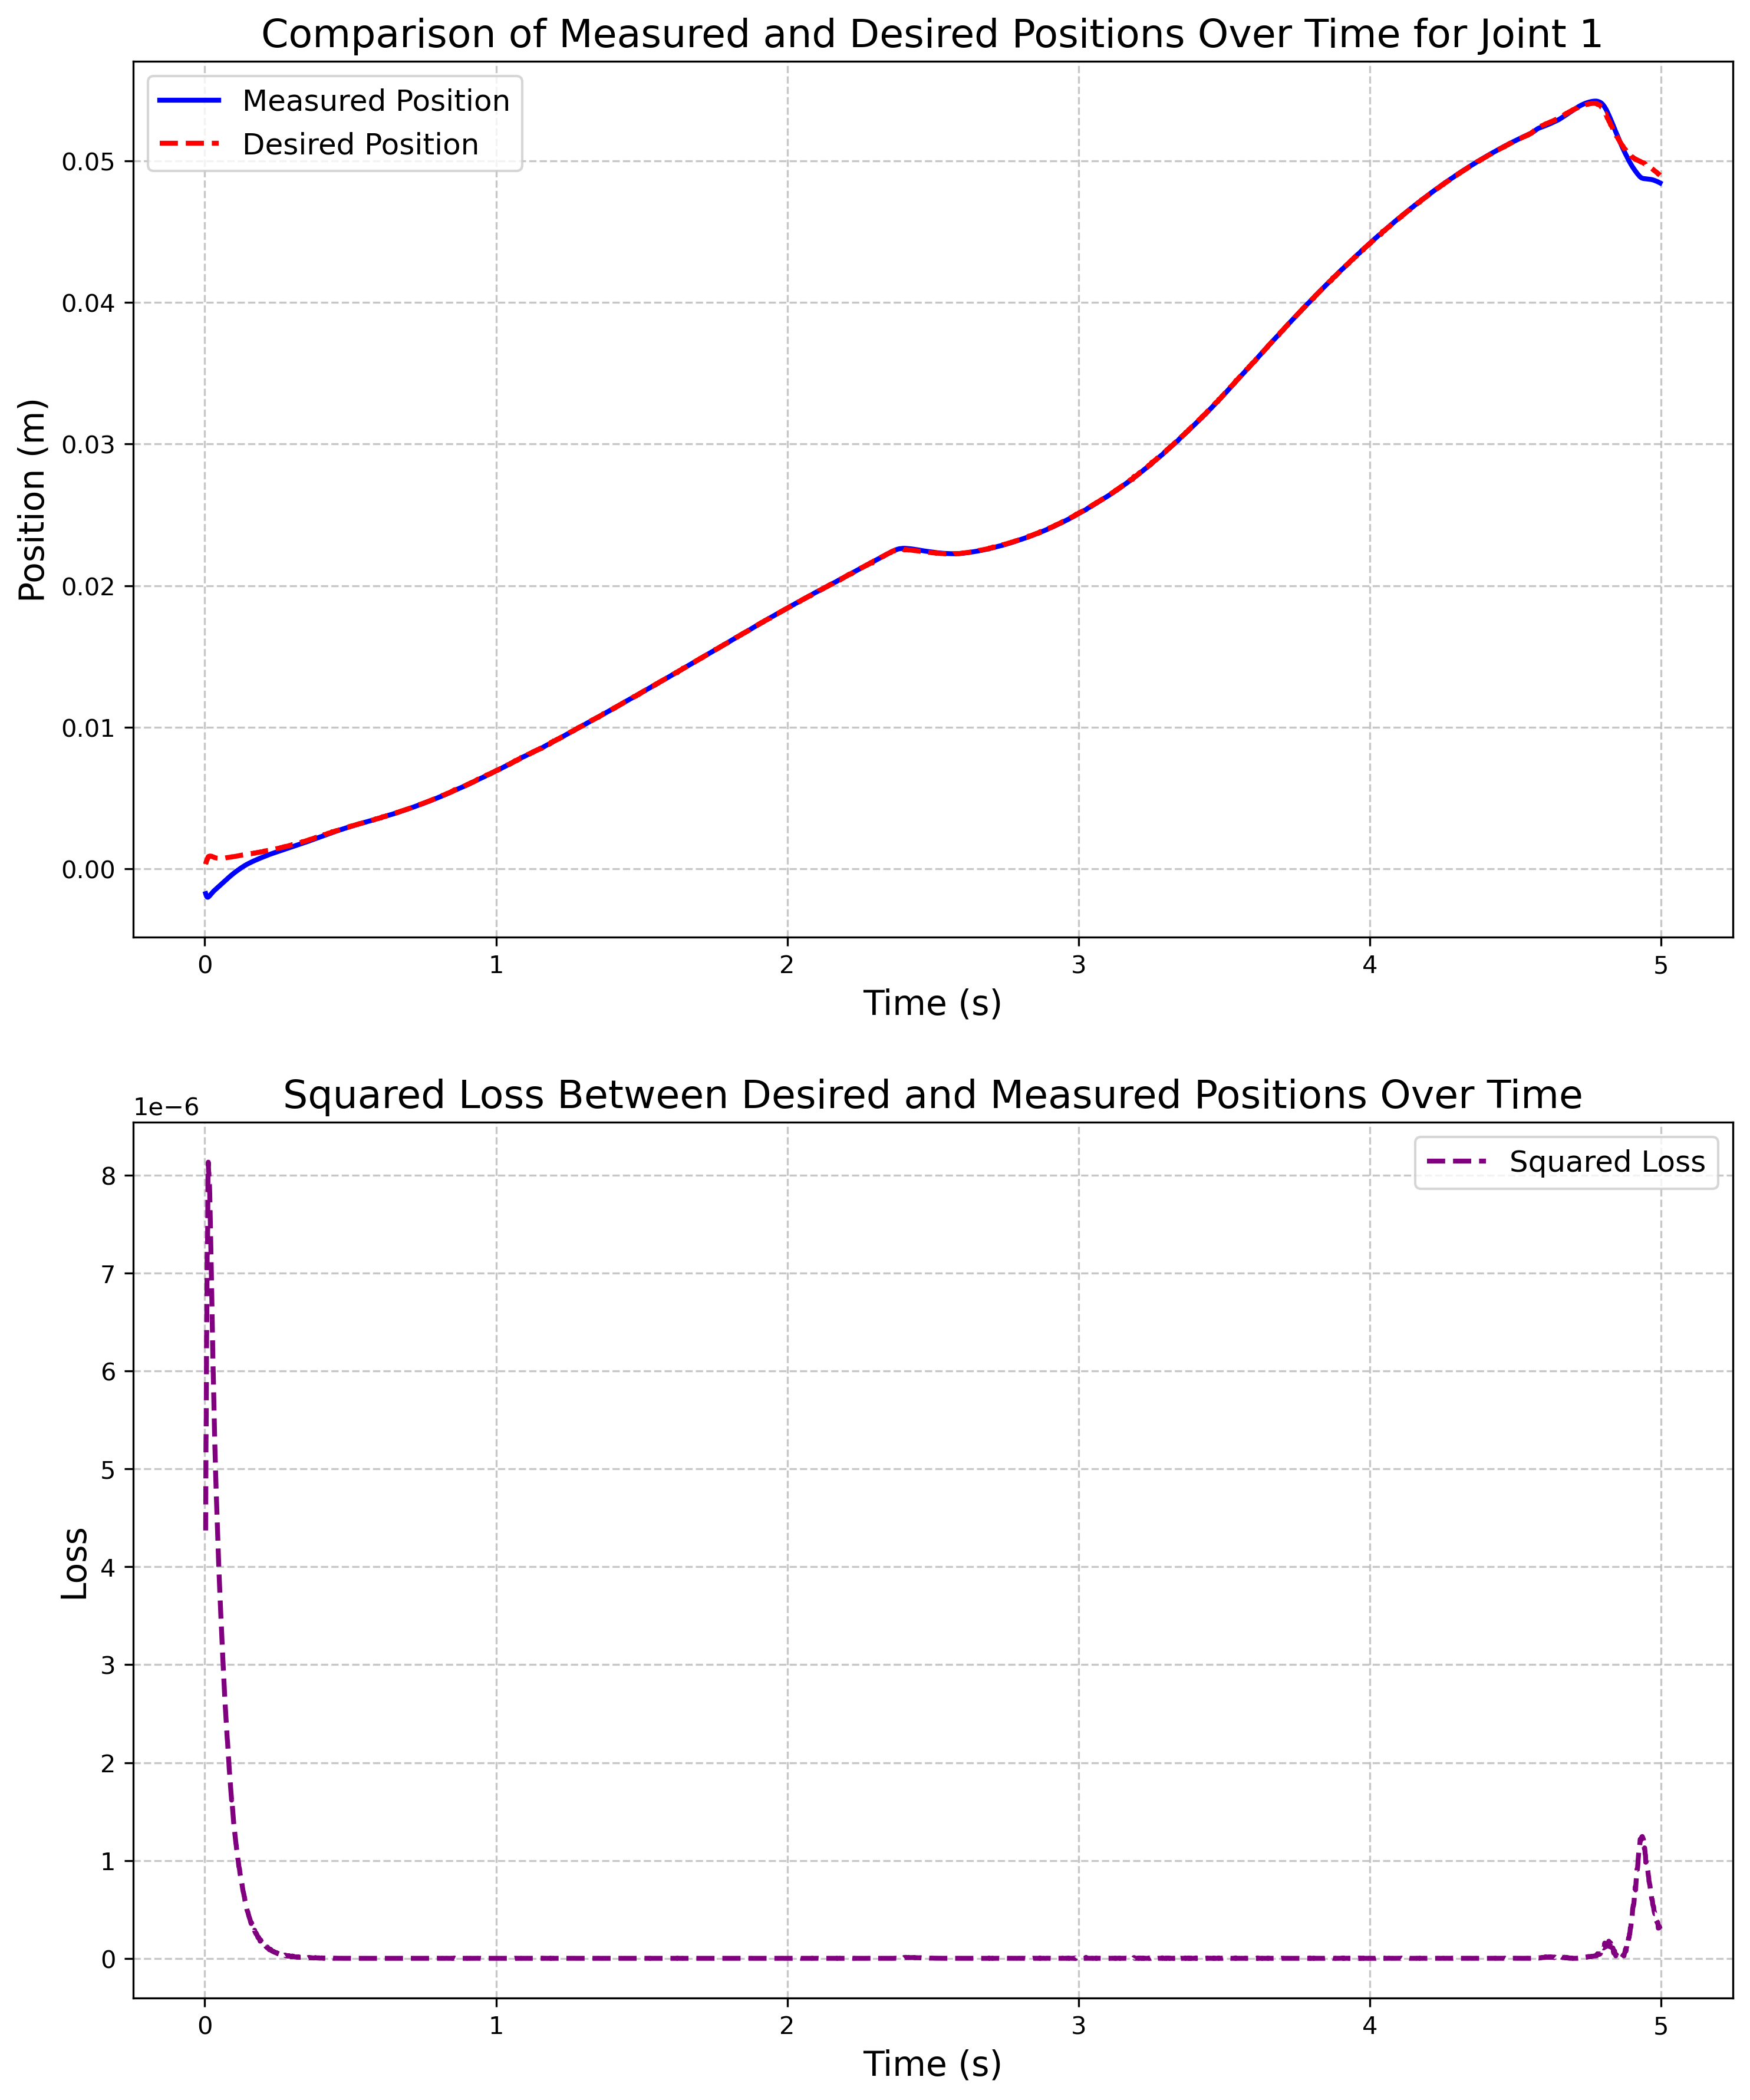 Comparison of Measured and Desired Positions Over Time for Joint 1
Measured Position
Desired Position
Position (m)
0.05
0.04
0.03
0.02
0.01
0.00
0 1 2 3 4 5
Time (s)
Squared Loss Between Desired and Measured Positions Over Time
1e−6
Squared Loss
Loss
8
7
6
5
4
3
2
1
0
0 1 2 3 4 5
Time (s)